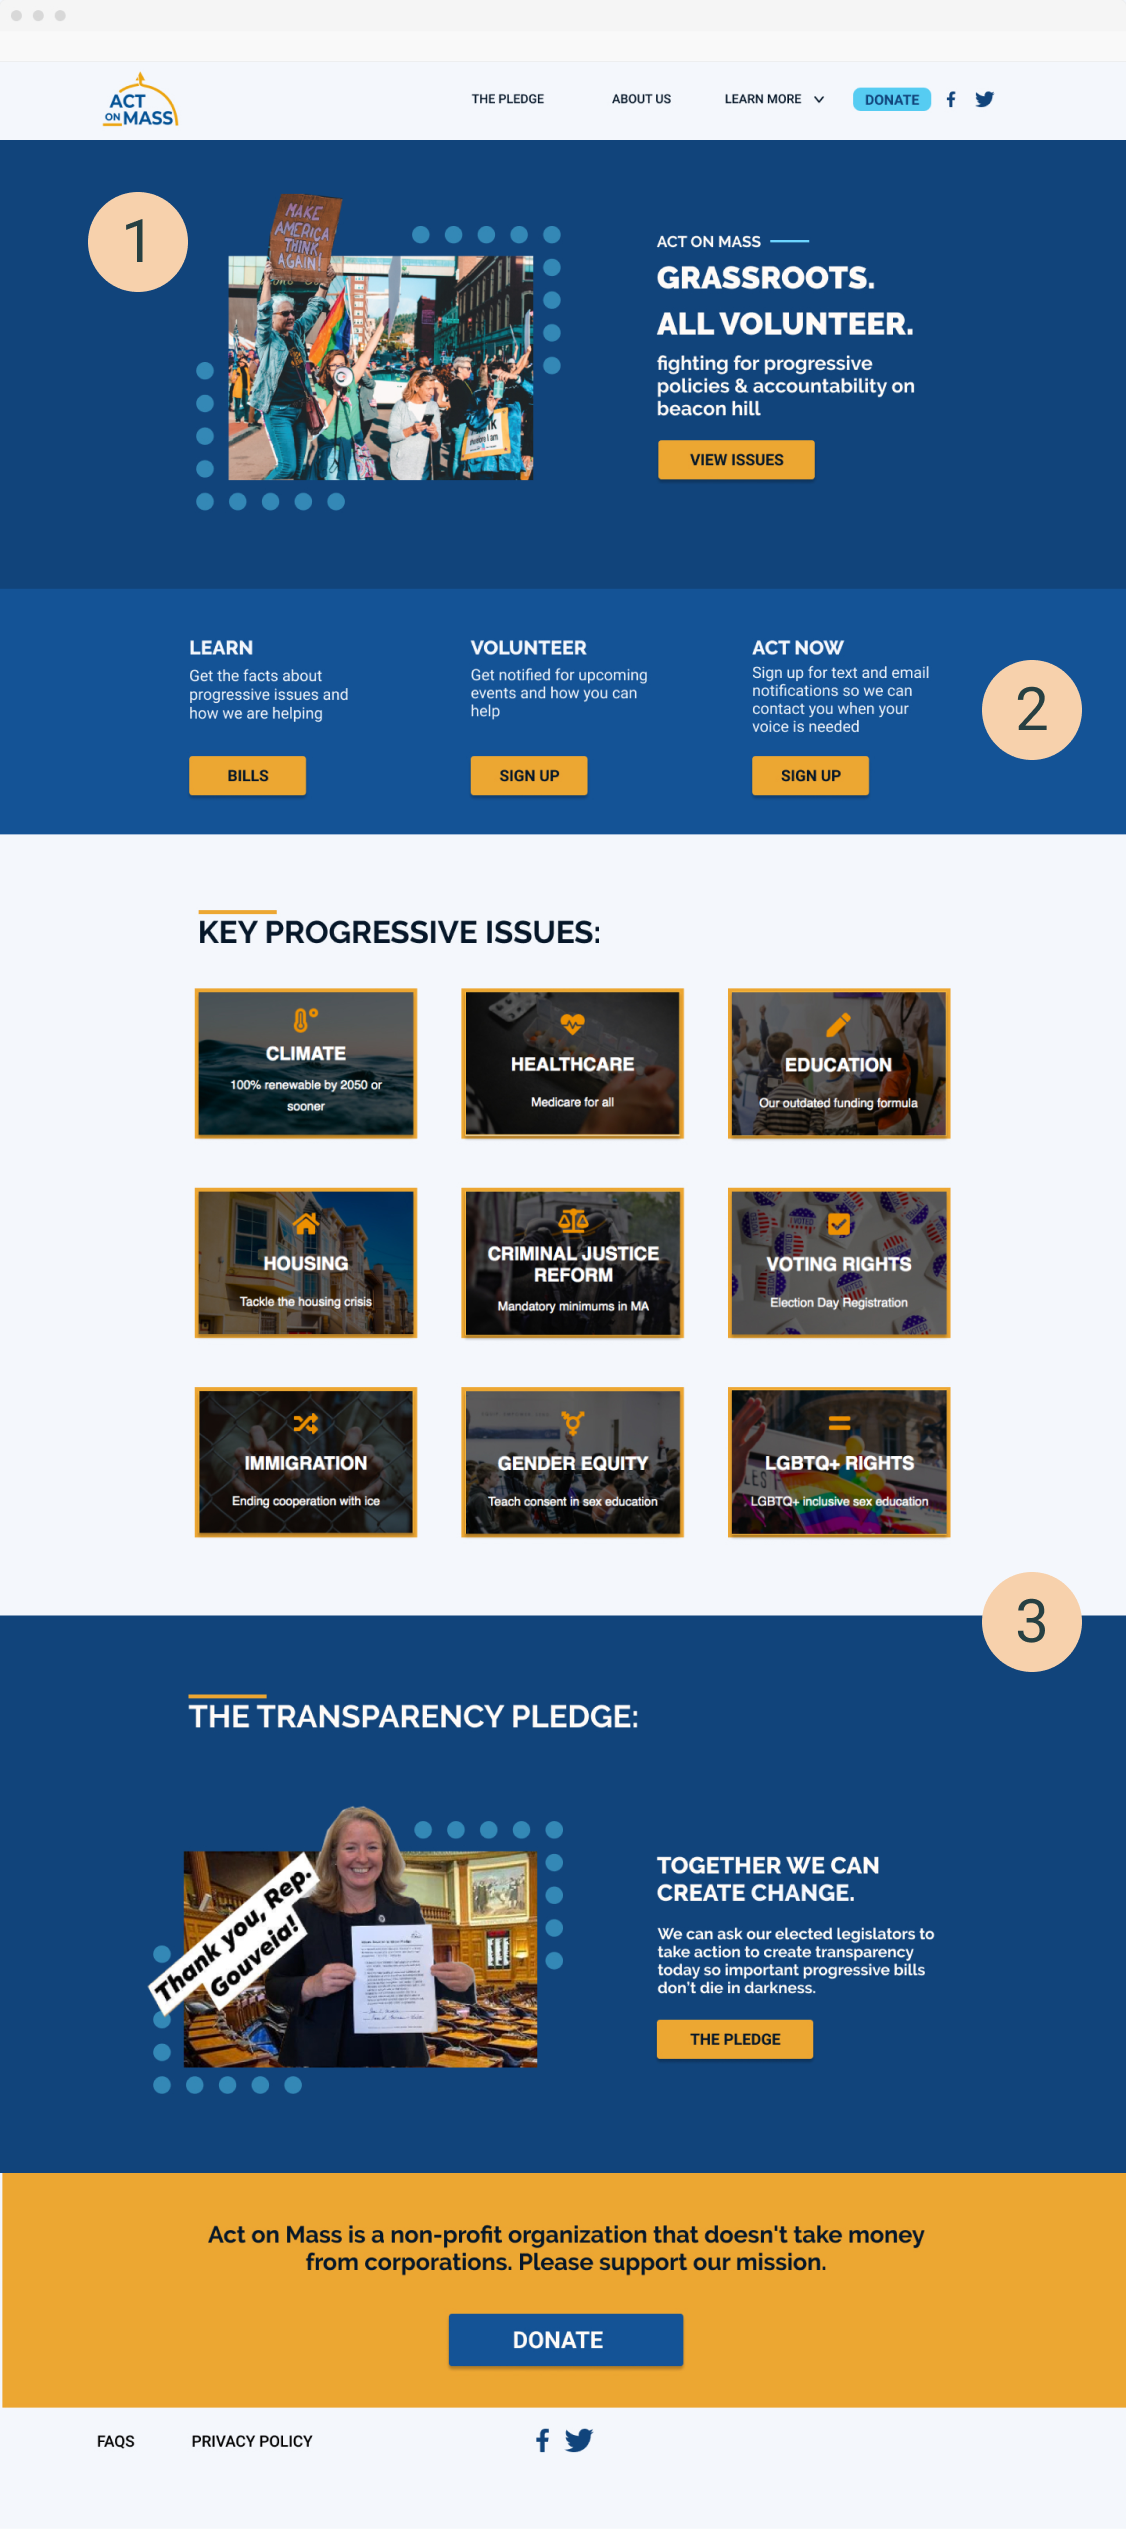 ACT
ON MASS
THE PLEDGE
ABOUT US
LEARN MORE
DONATE
1
MAKE
AMERICA
THINK
AGAIN!
ACT ON MASS
GRASSROOTS.
ALL VOLUNTEER.
fighting for progressive
policies & accountability on
beacon hill
VIEW ISSUES
LEARN
Get the facts about
progressive issues and
how we are helping
BILLS
VOLUNTEER
Get notified for upcoming
events and how you can
help
SIGN UP
ACT NOW
Sign up for text and email
notifications so we can
contact you when your
voice is needed
SIGN UP
2
KEY PROGRESSIVE ISSUES:
CLIMATE
100% renewable by 2050 or
sooner
HEALTHCARE
Medicare for all
EDUCATION
Our outdated funding formula
HOUSING
Tackle the housing crisis
CRIMINAL JUSTICE
REFORM
Mandatory minimums in MA
VOTING RIGHTS
Election Day Registration
IMMIGRATION
Ending cooperation with ice
GENDER EQUITY
Teach consent in sex education
LGBTQ+ RIGHTS
LGBTQ+ inclusive sex education
3
THE TRANSPARENCY PLEDGE:
Thank you, Rep.
Gouveia!
TOGETHER WE CAN
CREATE CHANGE.
We can ask our elected legislators to
take action to create transparency
today so important progressive bills
don't die in darkness.
THE PLEDGE
Act on Mass is a non-profit organization that doesn't take money
from corporations. Please support our mission.
DONATE
FAQS
PRIVACY POLICY